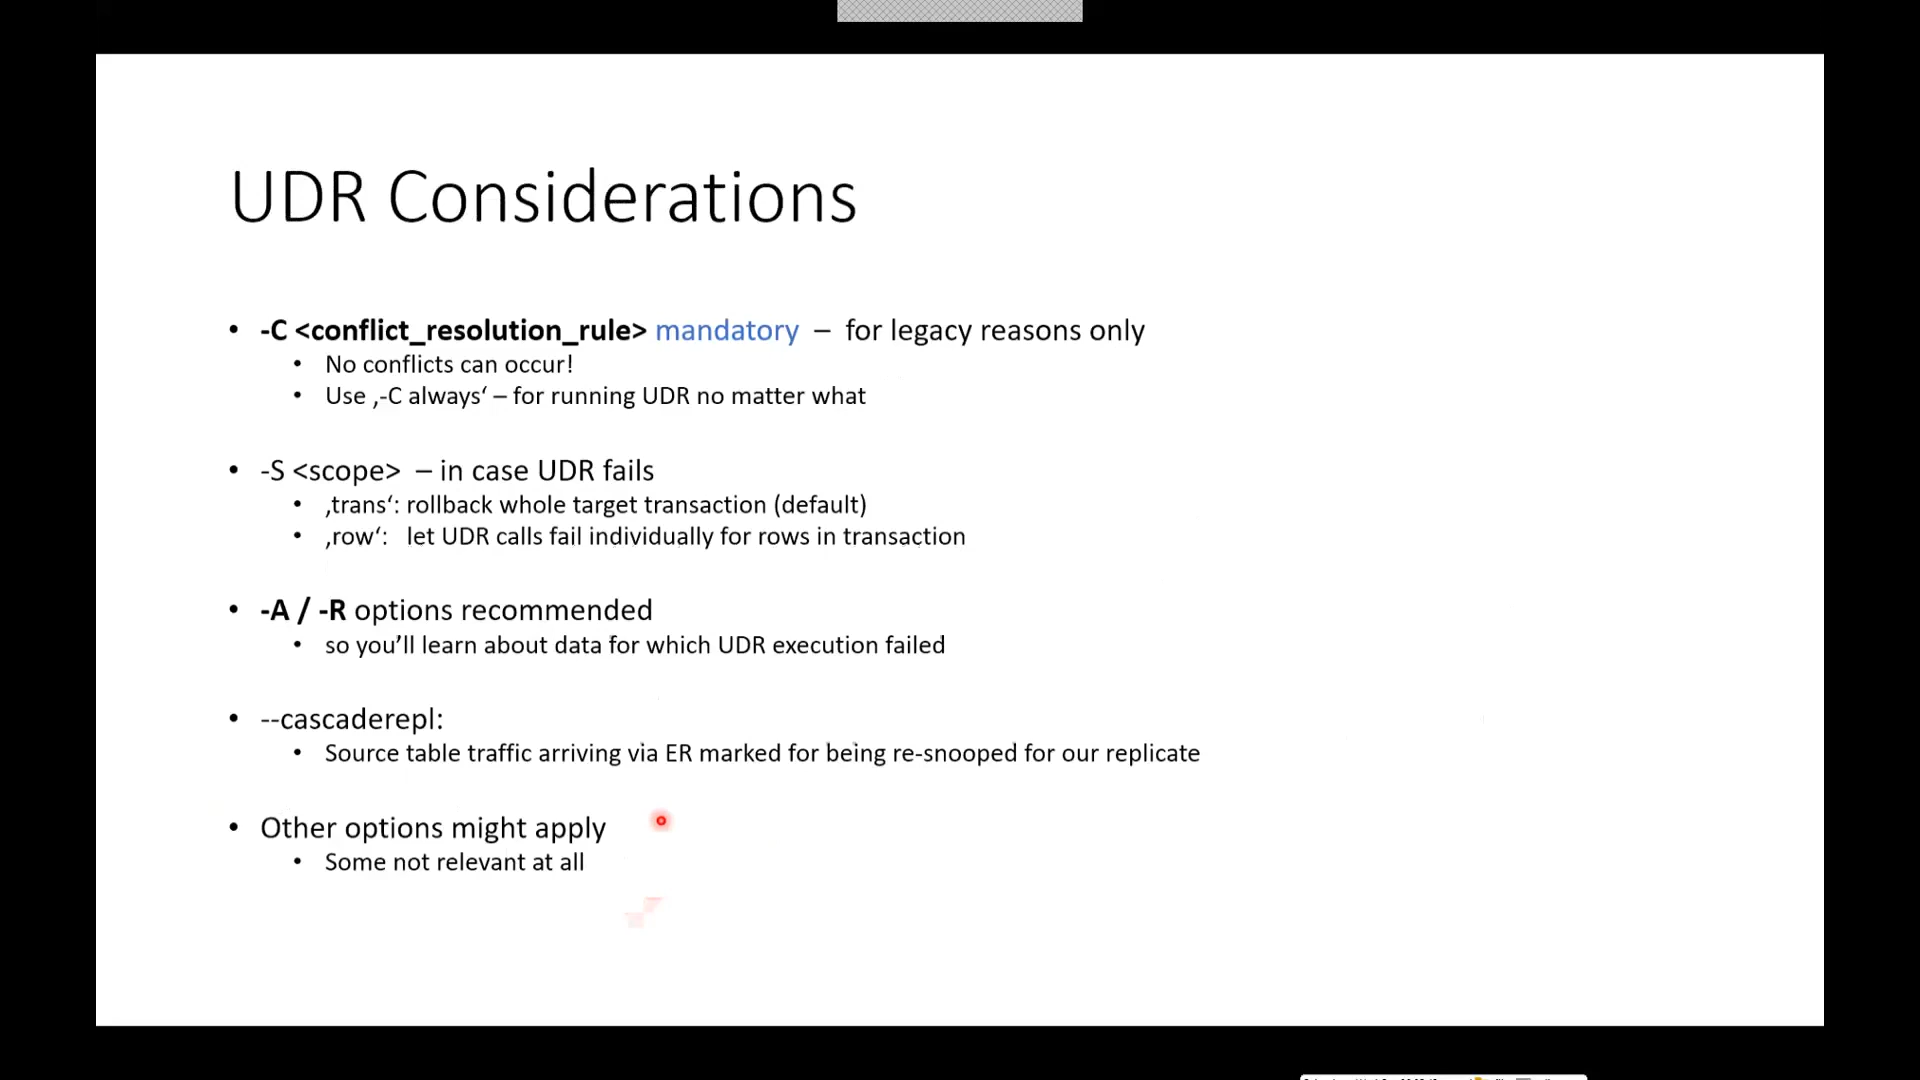 UDR Considerations
• -C <conflict_resolution_rule> mandatory – for legacy reasons only
• No conflicts can occur!
• Use ‚-C always‘ – for running UDR no matter what
• -S <scope> – in case UDR fails
• ‚trans‘: rollback whole target transaction (default)
• ‚row‘: let UDR calls fail individually for rows in transaction
• -A / -R options recommended
• so you’ll learn about data for which UDR execution failed
• --cascaderepl:
• Source table traffic arriving via ER marked for being re-snooped for our replicate
• Other options might apply
• Some not relevant at all